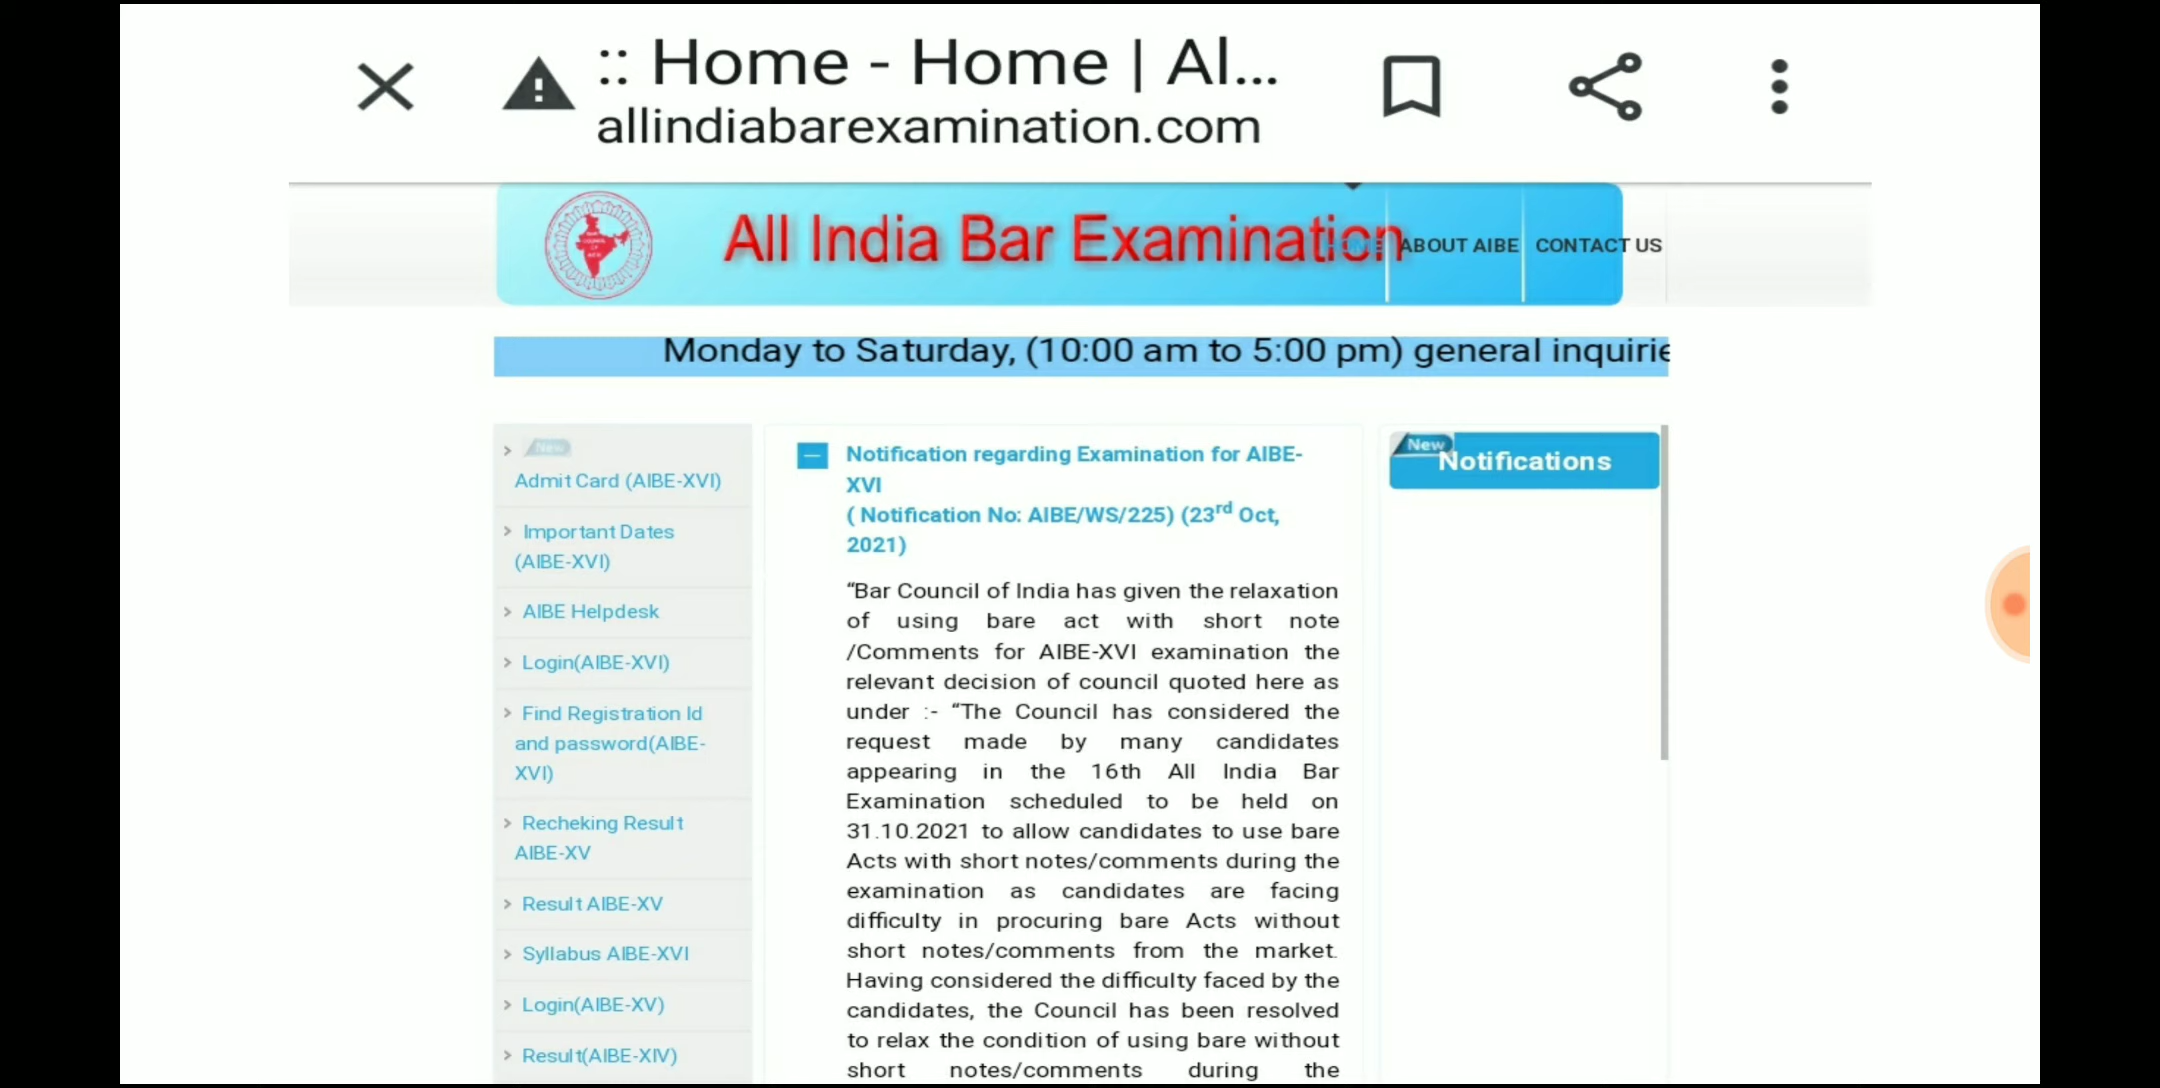 :: Home - Home | Al...
allindiabarexamination.com
All India Bar Examination
HOME
ABOUT AIBE
CONTACT US
Monday to Saturday, (10:00 am to 5:00 pm) general inquirie
New
Admit Card (AIBE-XVI)
Important Dates
(AIBE-XVI)
AIBE Helpdesk
Login(AIBE-XVI)
Find Registration Id
and password(AIBE-
XVI)
Recheking Result
AIBE-XV
Result AIBE-XV
Syllabus AIBE-XVI
Login(AIBE-XV)
Result(AIBE-XIV)
Notification regarding Examination for AIBE-
XVI
( Notification No: AIBE/WS/225) (23rd Oct,
2021)
“Bar Council of India has given the relaxation
of using bare act with short note
/Comments for AIBE-XVI examination the
relevant decision of council quoted here as
under :- “The Council has considered the
request made by many candidates
appearing in the 16th All India Bar
Examination scheduled to be held on
31.10.2021 to allow candidates to use bare
Acts with short notes/comments during the
examination as candidates are facing
difficulty in procuring bare Acts without
short notes/comments from the market.
Having considered the difficulty faced by the
candidates, the Council has been resolved
to relax the condition of using bare without
short notes/comments during the
New
Notifications